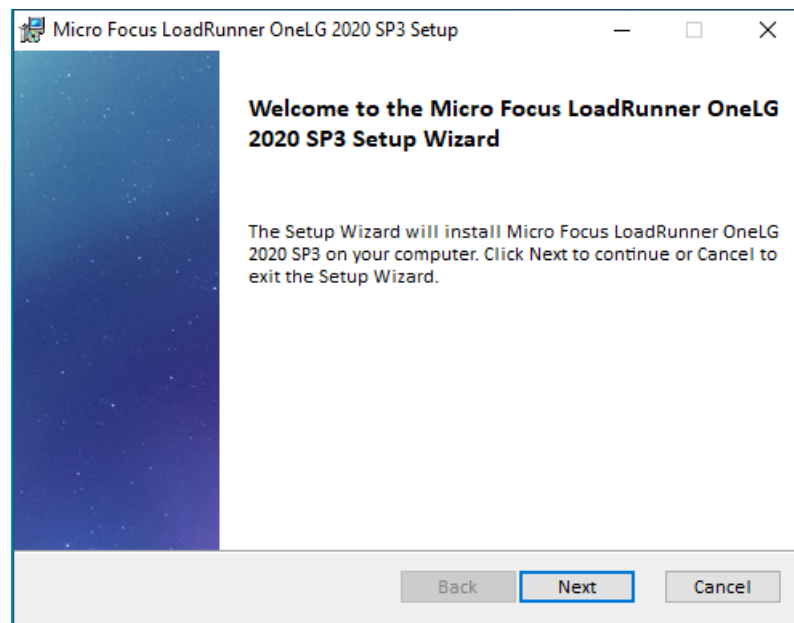 Micro Focus LoadRunner OneLG 2020 SP3 Setup
Welcome to the Micro Focus LoadRunner OneLG
2020 SP3 Setup Wizard
The Setup Wizard will install Micro Focus LoadRunner OneLG
2020 SP3 on your computer. Click Next to continue or Cancel to
exit the Setup Wizard.
Back Next Cancel